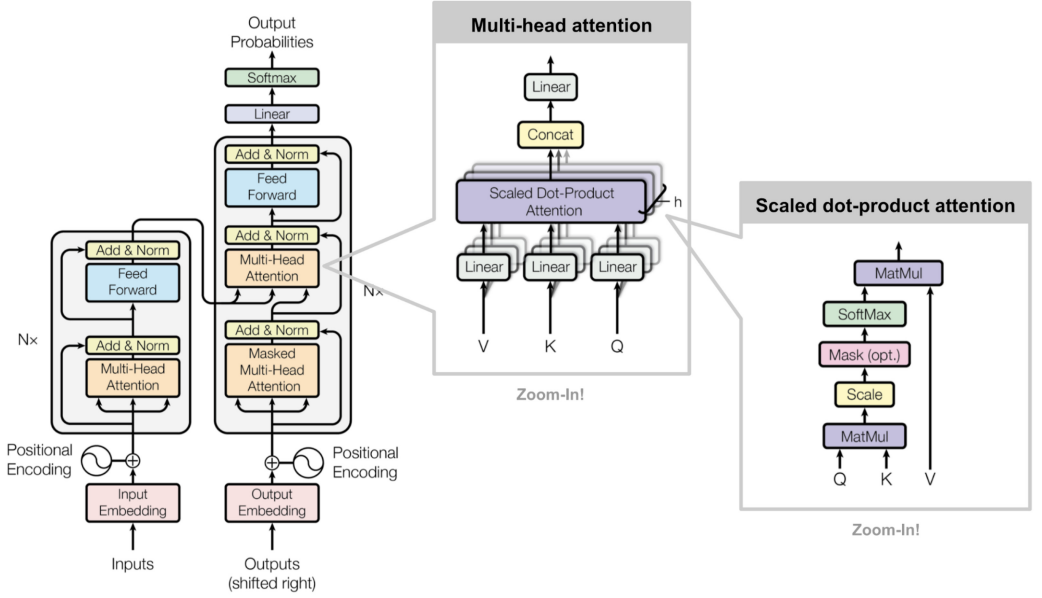 Output
Probabilities
Softmax
Linear
Add & Norm
Feed
Forward
Add & Norm
Multi-Head
Attention
Nx
Add & Norm
Masked
Multi-Head
Attention
Positional
Encoding
Output
Embedding
Outputs
(shifted right)
Add & Norm
Feed
Forward
Nx
Add & Norm
Multi-Head
Attention
Positional
Encoding
Input
Embedding
Inputs
Multi-head attention
Linear
Concat
Scaled Dot-Product
Attention
h
Linear
Linear
Linear
V
K
Q
Zoom-In!
Scaled dot-product attention
MatMul
SoftMax
Mask (opt.)
Scale
MatMul
Q
K
V
Zoom-In!